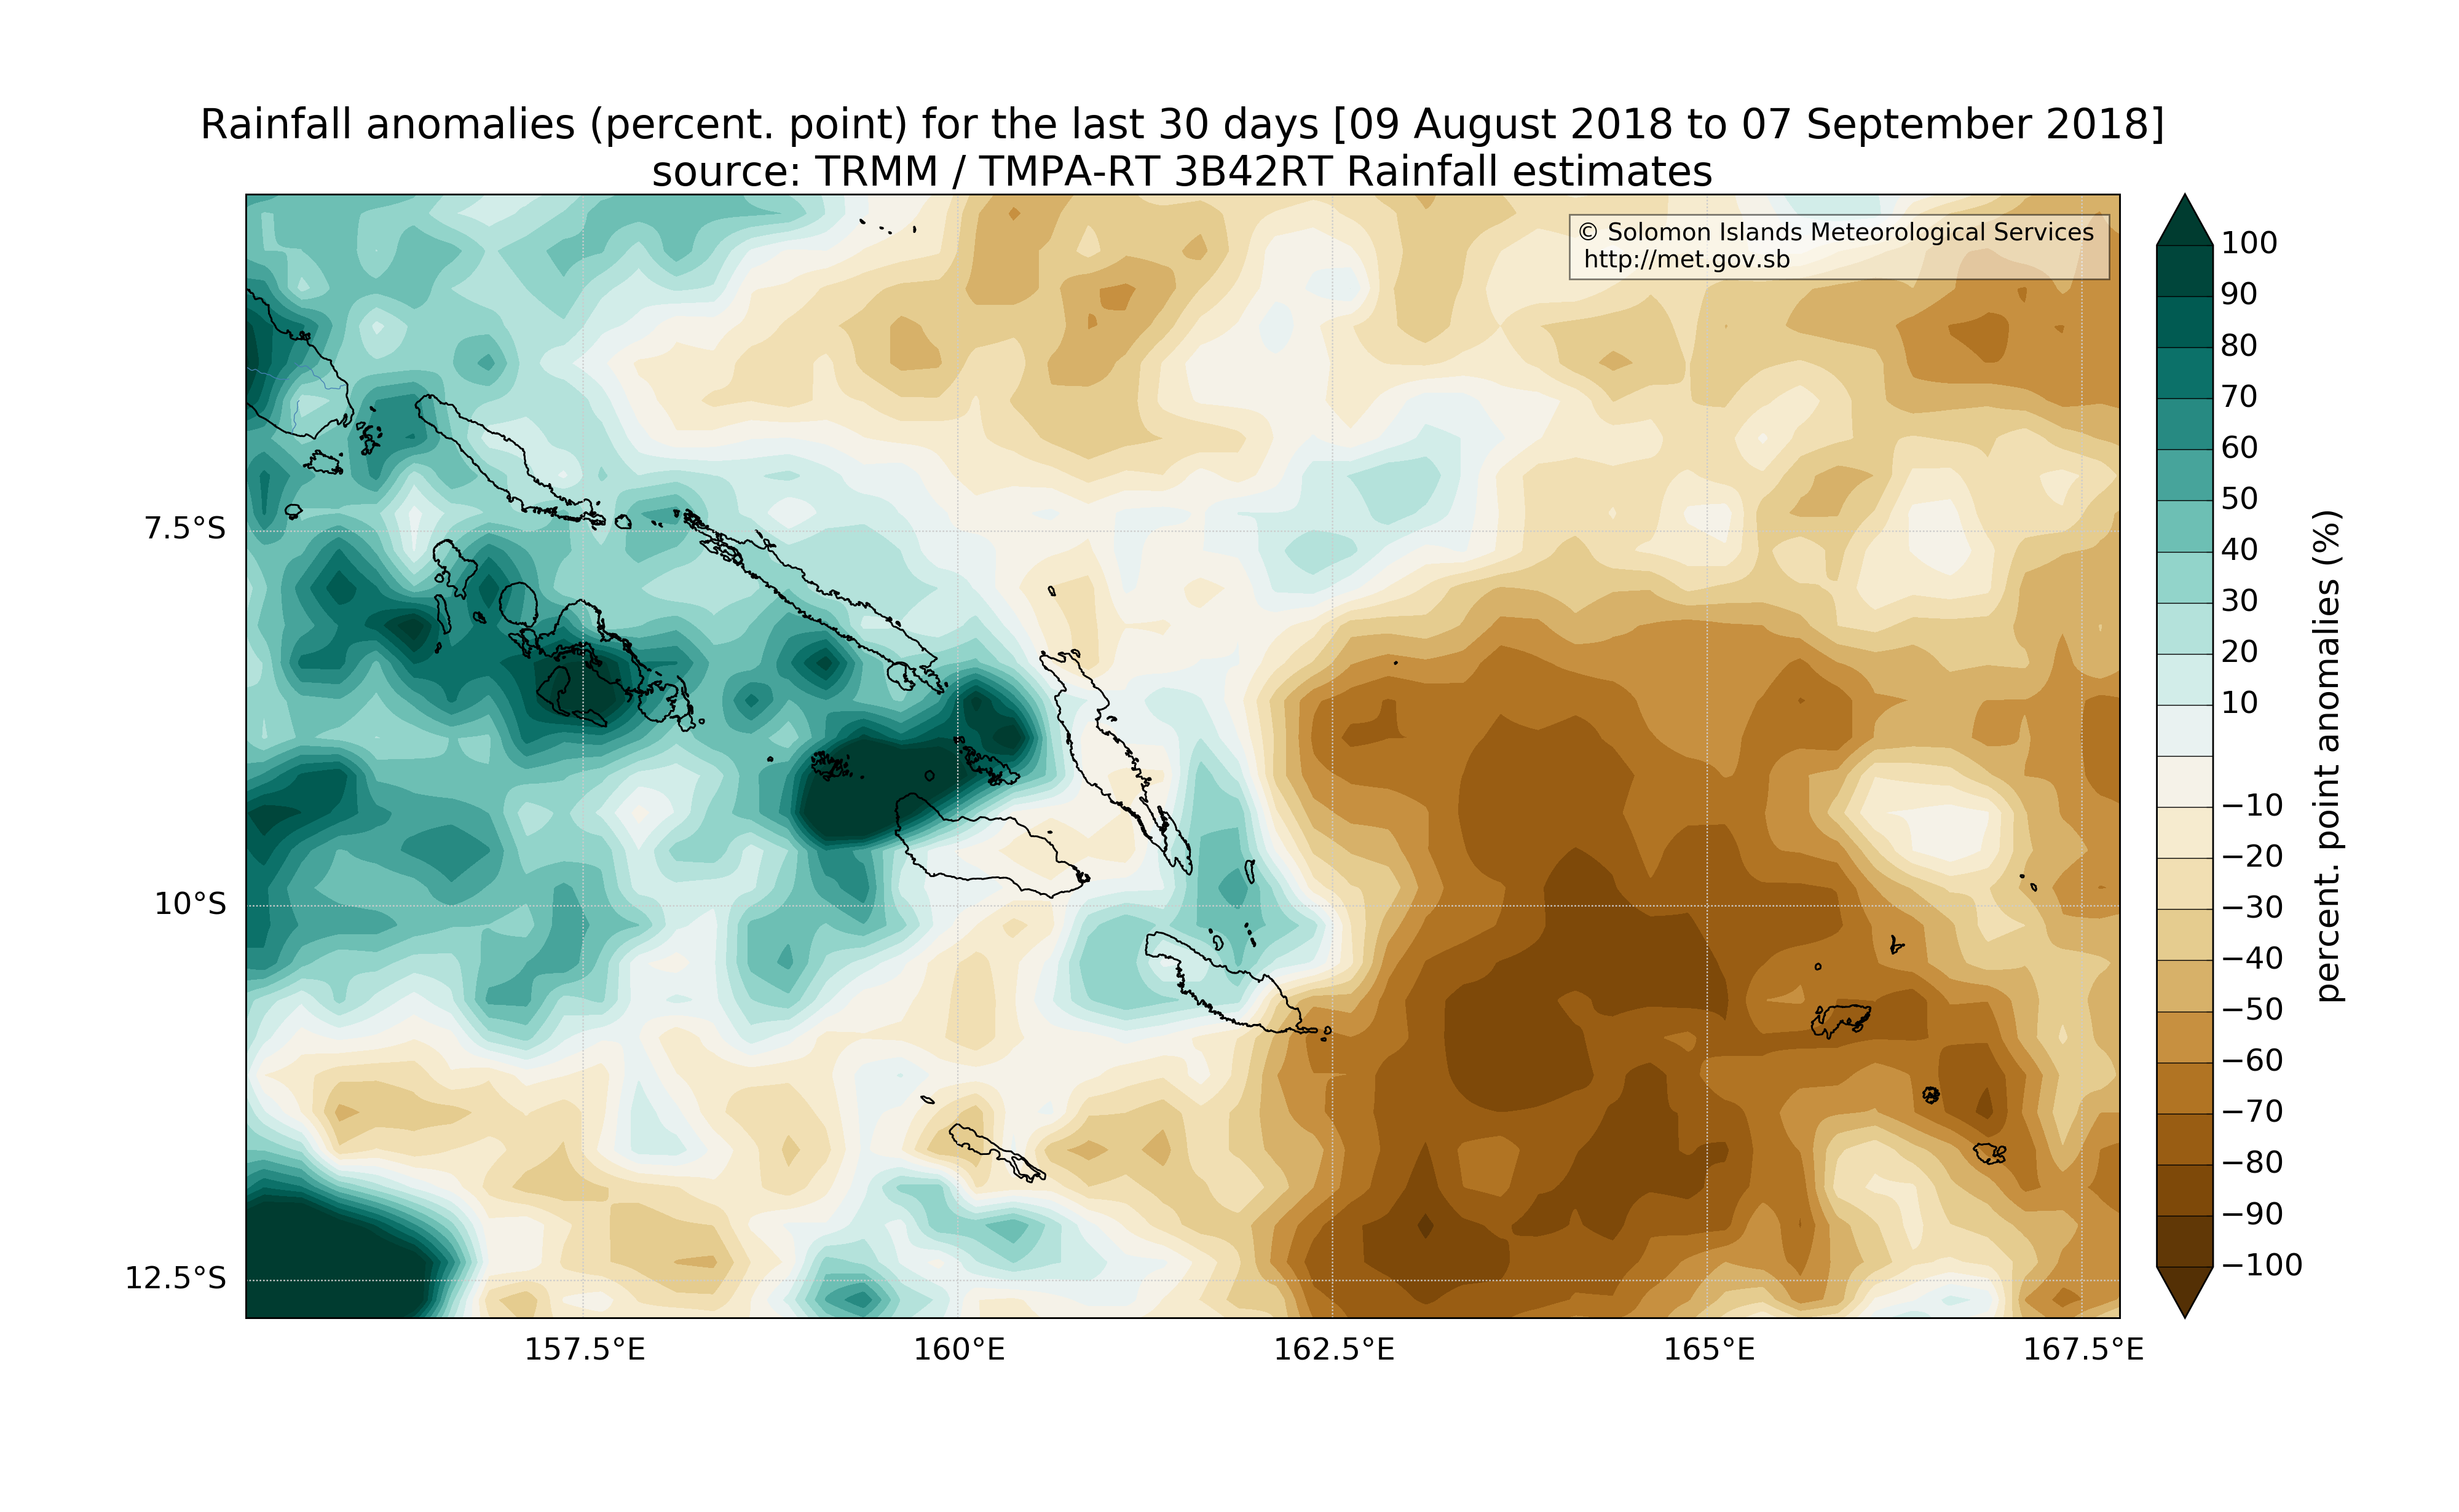 Rainfall anomalies (percent. point) for the last 30 days [09 August 2018 to 07 September 2018]
source: TRMM / TMPA-RT 3B42RT Rainfall estimates
© Solomon Islands Meteorological Services
http://met.gov.sb
7.5°S
10°S
12.5°S
157.5°E
160°E
162.5°E
165°E
167.5°E
100
90
80
70
60
50
40
30
20
10
−10
−20
−30
−40
−50
−60
−70
−80
−90
−100
percent. point anomalies (%)